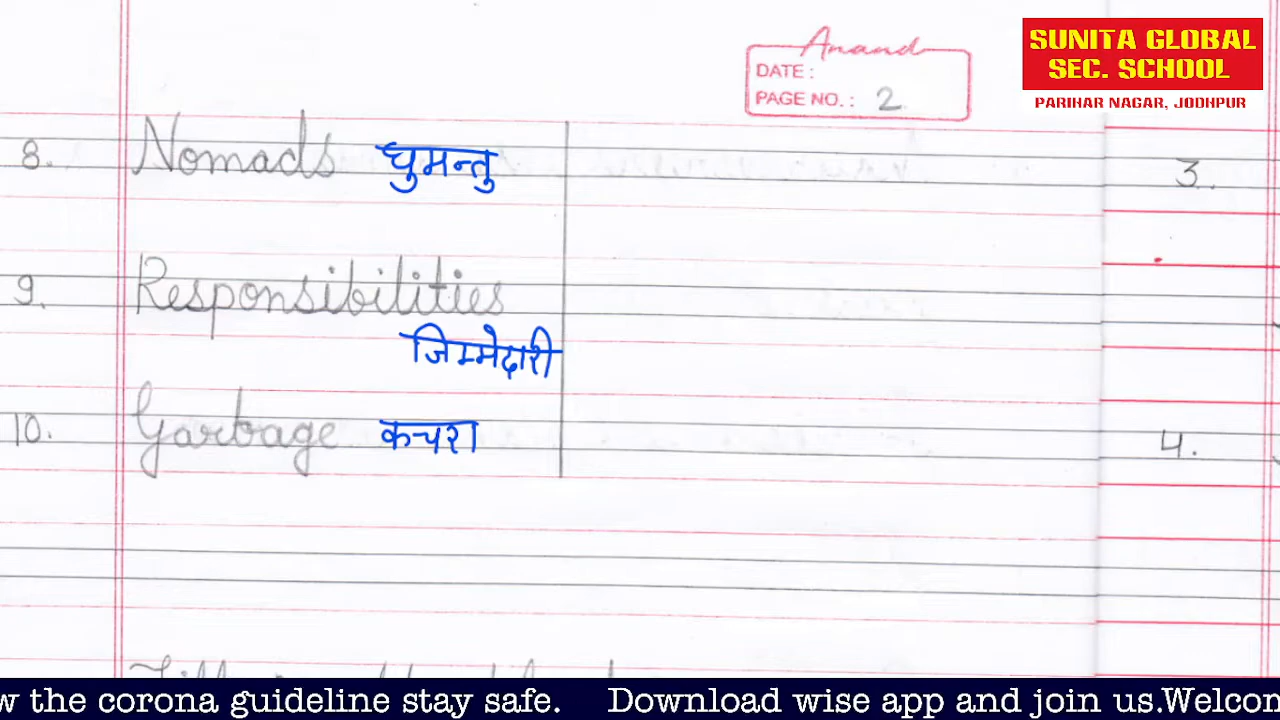 SUNITA GLOBAL
SEC. SCHOOL
PARIHAR NAGAR, JODHPUR
Anand
DATE :
PAGE NO. : 2
8. Nomads घुमन्तु
3.
9. Responsibilities
जिम्मेदारी
10. Garbage कचरा
4.
w the corona guideline stay safe. Download wise app and join us.Welcon